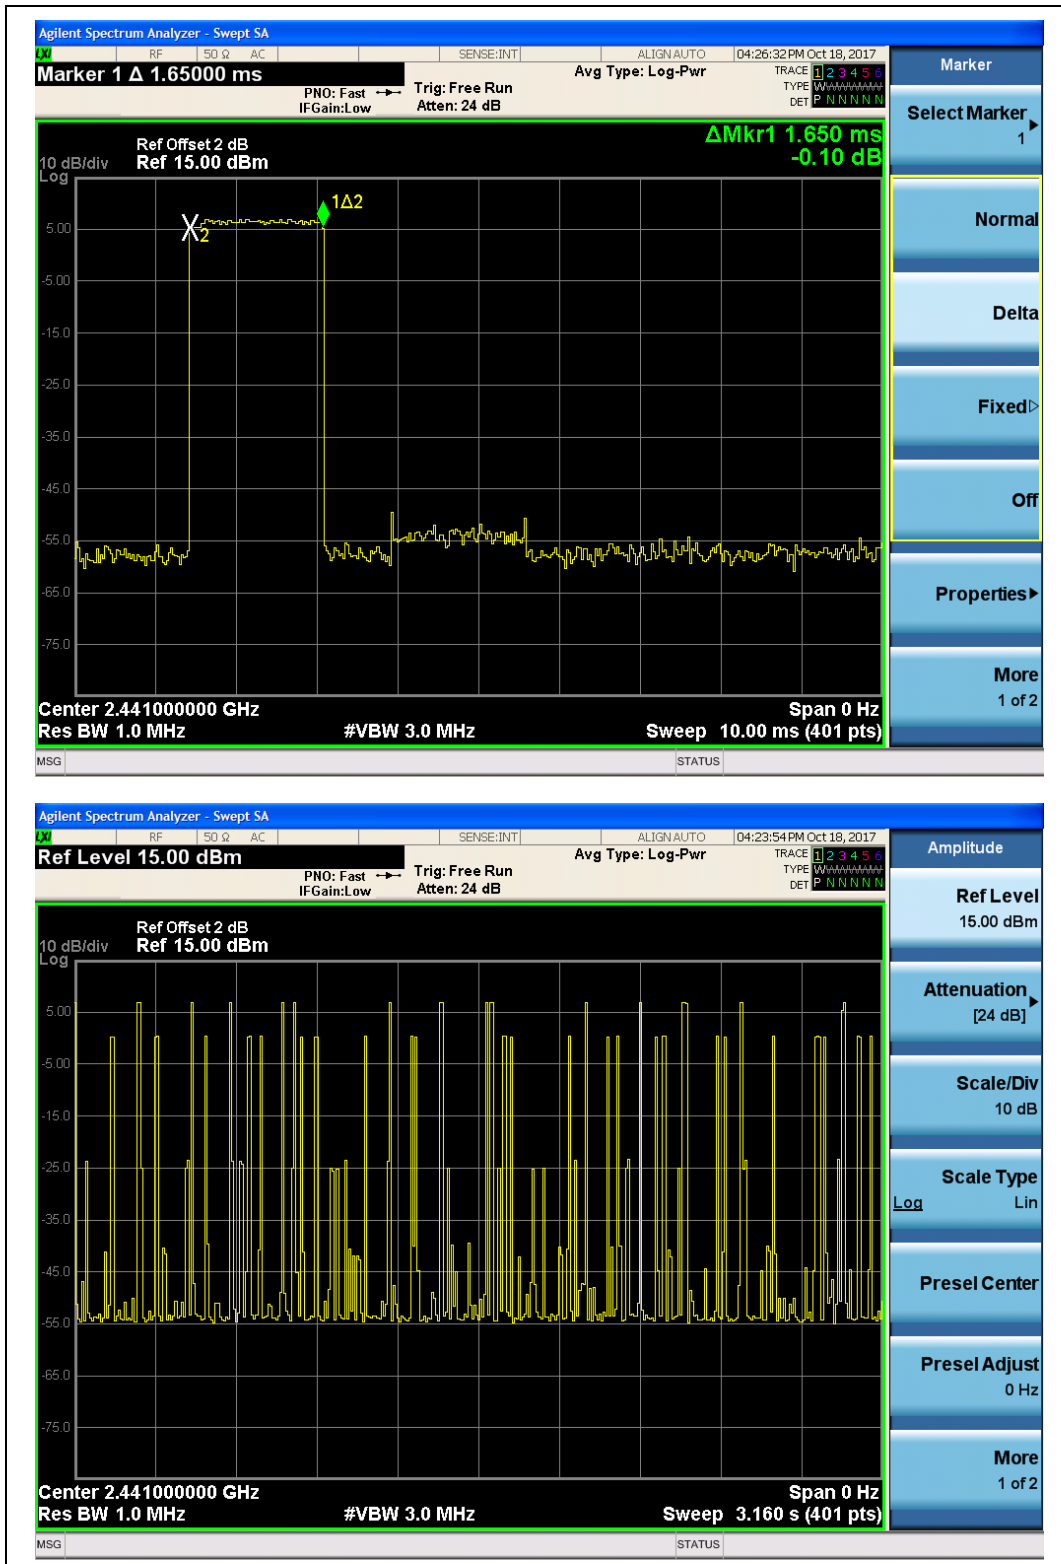 Agilent Spectrum Analyzer - Swept SA
LXI RF 50 Ω AC SENSE:INT ALIGN AUTO 04:26:32 PM Oct 18, 2017
Marker 1 Δ 1.65000 ms
PNO: Fast
IFGain:Low
Trig: Free Run
Atten: 24 dB
Avg Type: Log-Pwr
TRACE 1 2 3 4 5 6
TYPE
DET P N N N N N
Marker
ΔMkr1 1.650 ms
-0.10 dB
Ref Offset 2 dB
10 dB/div Ref 15.00 dBm
Log
1Δ2
2
5.00
-5.00
-15.0
-25.0
-35.0
-45.0
-55.0
-65.0
-75.0
Center 2.441000000 GHz Span 0 Hz
Res BW 1.0 MHz #VBW 3.0 MHz Sweep 10.00 ms (401 pts)
MSG STATUS
Select Marker
1
Normal
Delta
Fixed
Off
Properties
More
1 of 2
Agilent Spectrum Analyzer - Swept SA
LXI RF 50 Ω AC SENSE:INT ALIGN AUTO 04:23:54 PM Oct 18, 2017
Ref Level 15.00 dBm
PNO: Fast
IFGain:Low
Trig: Free Run
Atten: 24 dB
Avg Type: Log-Pwr
TRACE 1 2 3 4 5 6
TYPE
DET P N N N N N
Amplitude
Ref Offset 2 dB
10 dB/div Ref 15.00 dBm
Log
5.00
-5.00
-15.0
-25.0
-35.0
-45.0
-55.0
-65.0
-75.0
Center 2.441000000 GHz Span 0 Hz
Res BW 1.0 MHz #VBW 3.0 MHz Sweep 3.160 s (401 pts)
MSG STATUS
Ref Level
15.00 dBm
Attenuation
[24 dB]
Scale/Div
10 dB
Scale Type
Log Lin
Presel Center
Presel Adjust
0 Hz
More
1 of 2